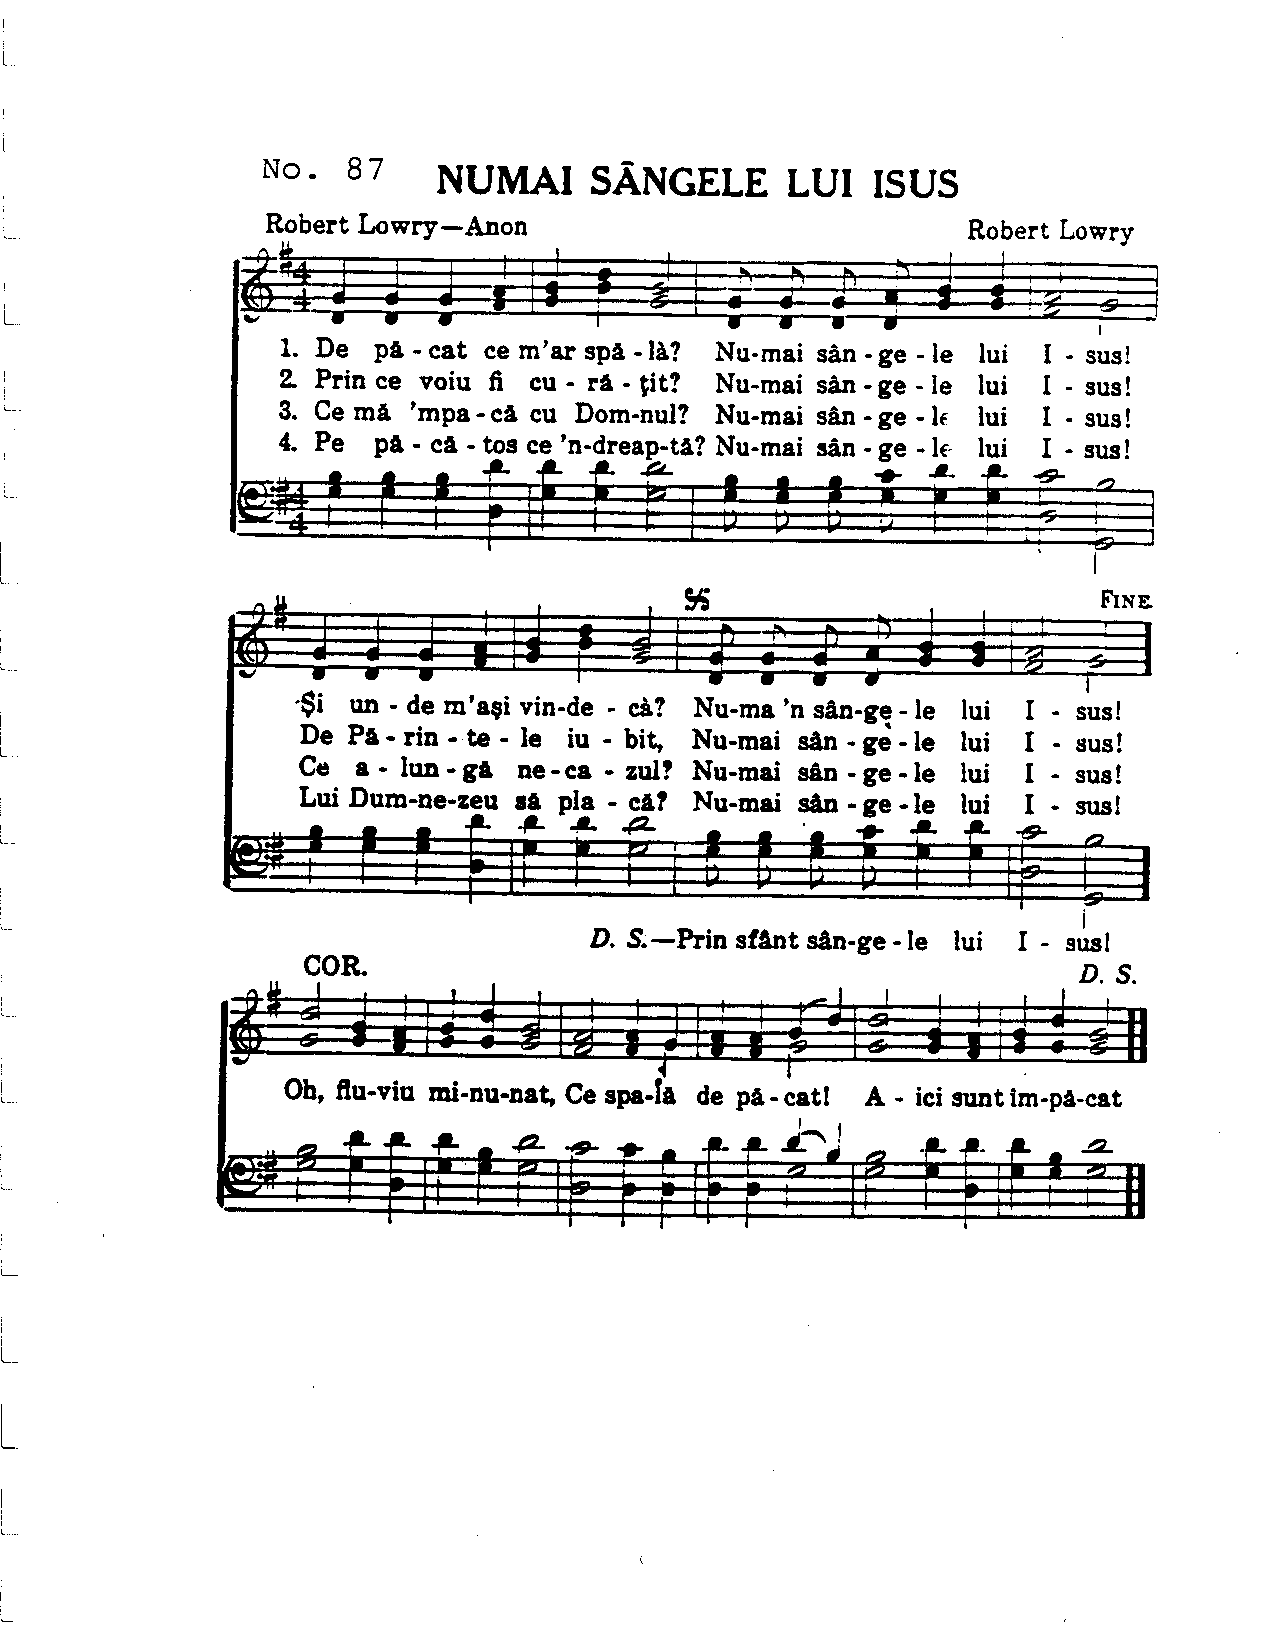 No. 87 NUMAI SÂNGELE LUI ISUS
Robert Lowry—Anon Robert Lowry
1. De pă - cat ce m'ar spă - là? Nu-mai sân - ge - le lui I - sus!
2. Prin ce voiu fi cu - ră - ţit? Nu-mai sân - ge - le lui I - sus!
3. Ce mă 'mpa - că cu Dom-nul? Nu-mai sân - ge - le lui I - sus!
4. Pe pă - că - tos ce 'n-dreap-tă? Nu-mai sân - ge - le lui I - sus!
FINE
Şi un - de m'aşi vin-de - cà? Nu-ma 'n sân-ge - le lui I - sus!
De Pă - rin - te - le iu - bit, Nu-mai sân - ge - le lui I - sus!
Ce a - lun - gă ne-ca - zul? Nu-mai sân - ge - le lui I - sus!
Lui Dum-ne-zeu să pla - că? Nu-mai sân - ge - le lui I - sus!
D. S.—Prin sfânt sân-ge - le lui I - sus!
COR. D. S.
Oh, flu-viu mi-nu-nat, Ce spa-lă de pă - cat! A - ici sunt im-pă-cat